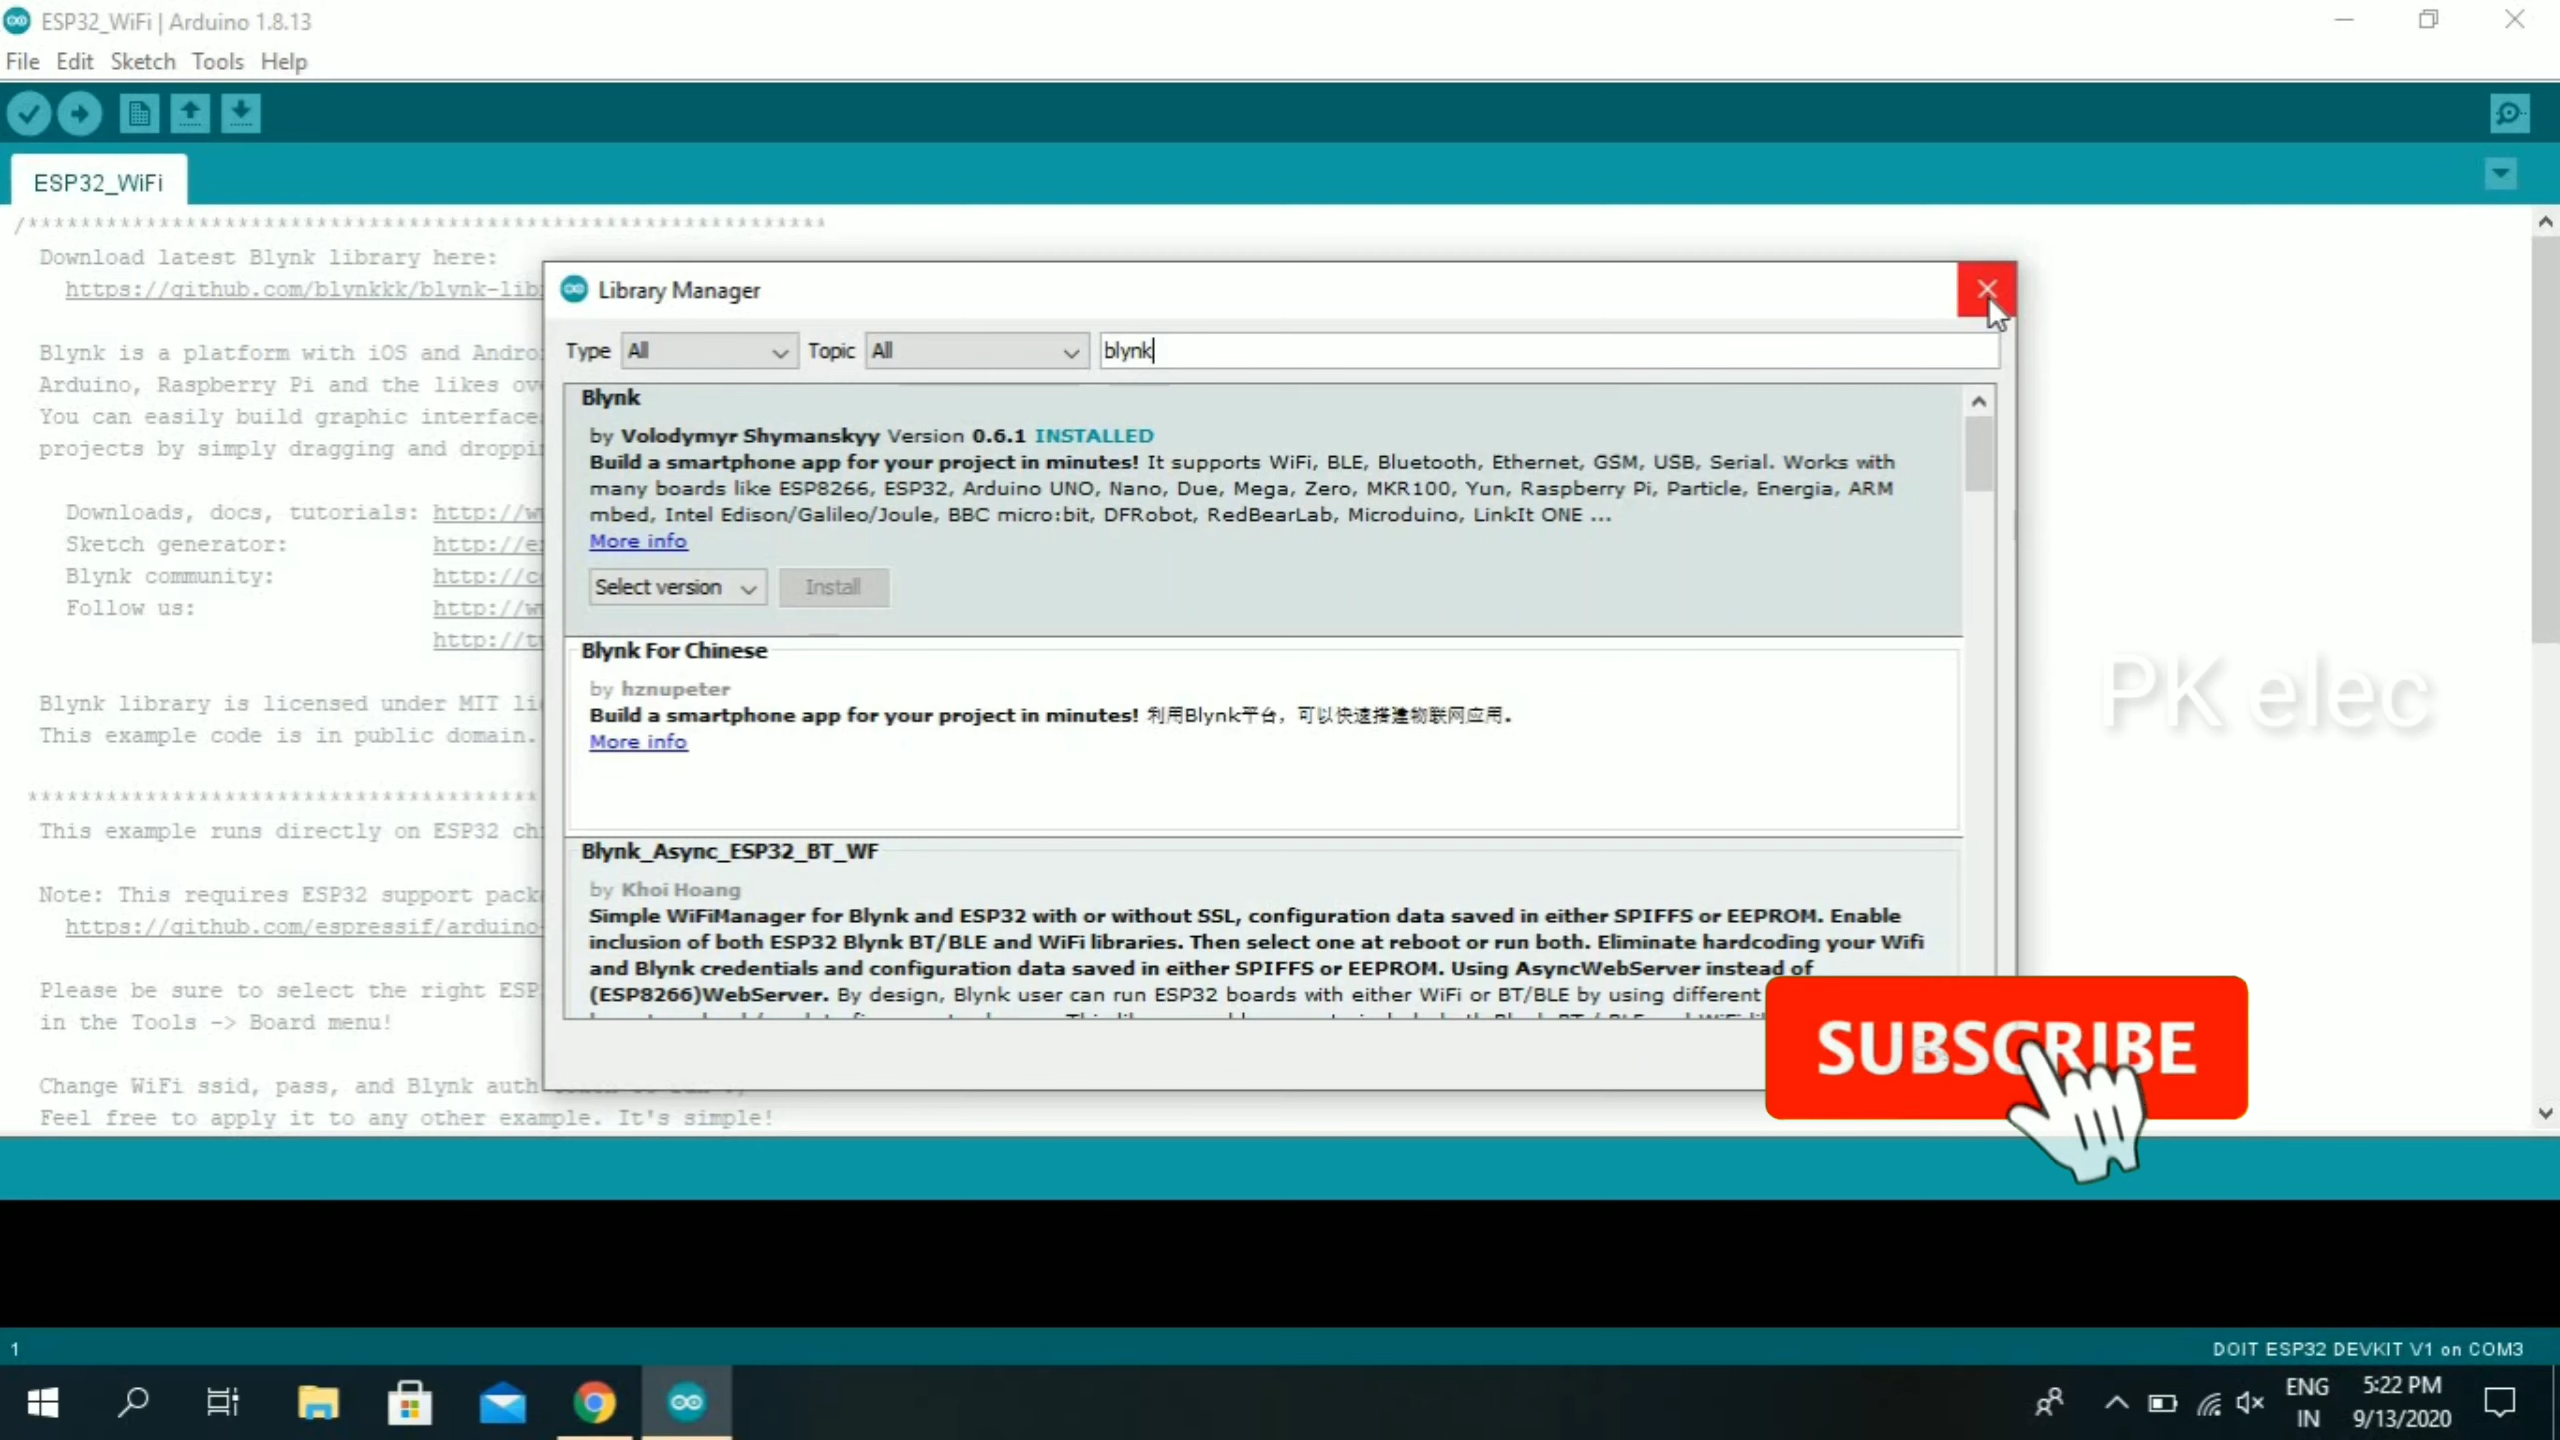 ESP32_WiFi | Arduino 1.8.13
File Edit Sketch Tools Help
ESP32_WiFi
/*************************************************************
Download latest Blynk library here:
https://github.com/blynkkk/blynk-lib
Blynk is a platform with iOS and Andro
Arduino, Raspberry Pi and the likes ov
You can easily build graphic interface
projects by simply dragging and droppi
Downloads, docs, tutorials: http://w
Sketch generator: http://e
Blynk community: http://c
Follow us: http://w
http://t
Blynk library is licensed under MIT li
This example code is in public domain.
***************************************
This example runs directly on ESP32 ch
Note: This requires ESP32 support pack
https://github.com/espressif/arduino-
Please be sure to select the right ESP
in the Tools -> Board menu!
Change WiFi ssid, pass, and Blynk auth
Feel free to apply it to any other example. It's simple!
Library Manager
Type All Topic All blynk
Blynk
by Volodymyr Shymanskyy Version 0.6.1 INSTALLED
Build a smartphone app for your project in minutes! It supports WiFi, BLE, Bluetooth, Ethernet, GSM, USB, Serial. Works with
many boards like ESP8266, ESP32, Arduino UNO, Nano, Due, Mega, Zero, MKR100, Yun, Raspberry Pi, Particle, Energia, ARM
mbed, Intel Edison/Galileo/Joule, BBC micro:bit, DFRobot, RedBearLab, Microduino, LinkIt ONE ...
More info
Select version Install
Blynk For Chinese
by hznupeter
Build a smartphone app for your project in minutes! 利用Blynk平台，可以快速搭建物联网应用.
More info
Blynk_Async_ESP32_BT_WF
by Khoi Hoang
Simple WiFiManager for Blynk and ESP32 with or without SSL, configuration data saved in either SPIFFS or EEPROM. Enable
inclusion of both ESP32 Blynk BT/BLE and WiFi libraries. Then select one at reboot or run both. Eliminate hardcoding your Wifi
and Blynk credentials and configuration data saved in either SPIFFS or EEPROM. Using AsyncWebServer instead of
(ESP8266)WebServer. By design, Blynk user can run ESP32 boards with either WiFi or BT/BLE by using different
PK elec
SUBSCRIBE
1
DOIT ESP32 DEVKIT V1 on COM3
ENG
IN
5:22 PM
9/13/2020